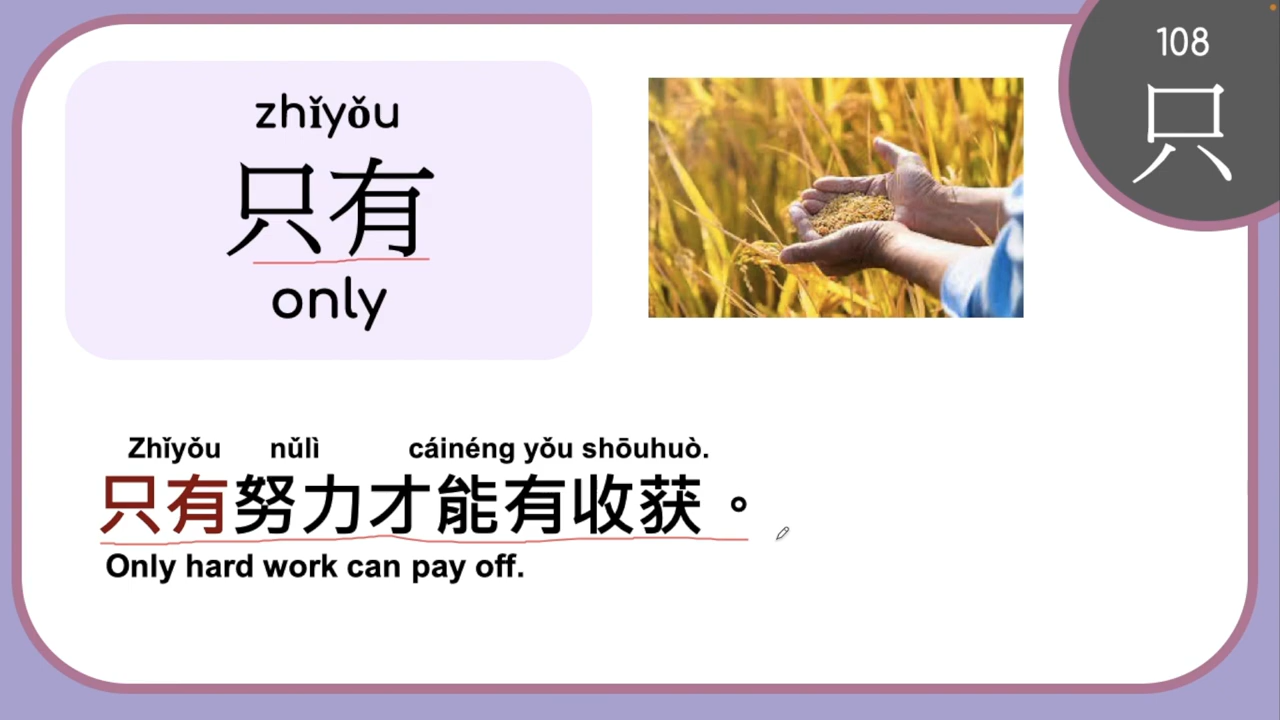 108
只
zhǐyǒu
只有
only
Zhǐyǒu nǔlì cáinéng yǒu shōuhuò.
只有努力才能有收获。
Only hard work can pay off.